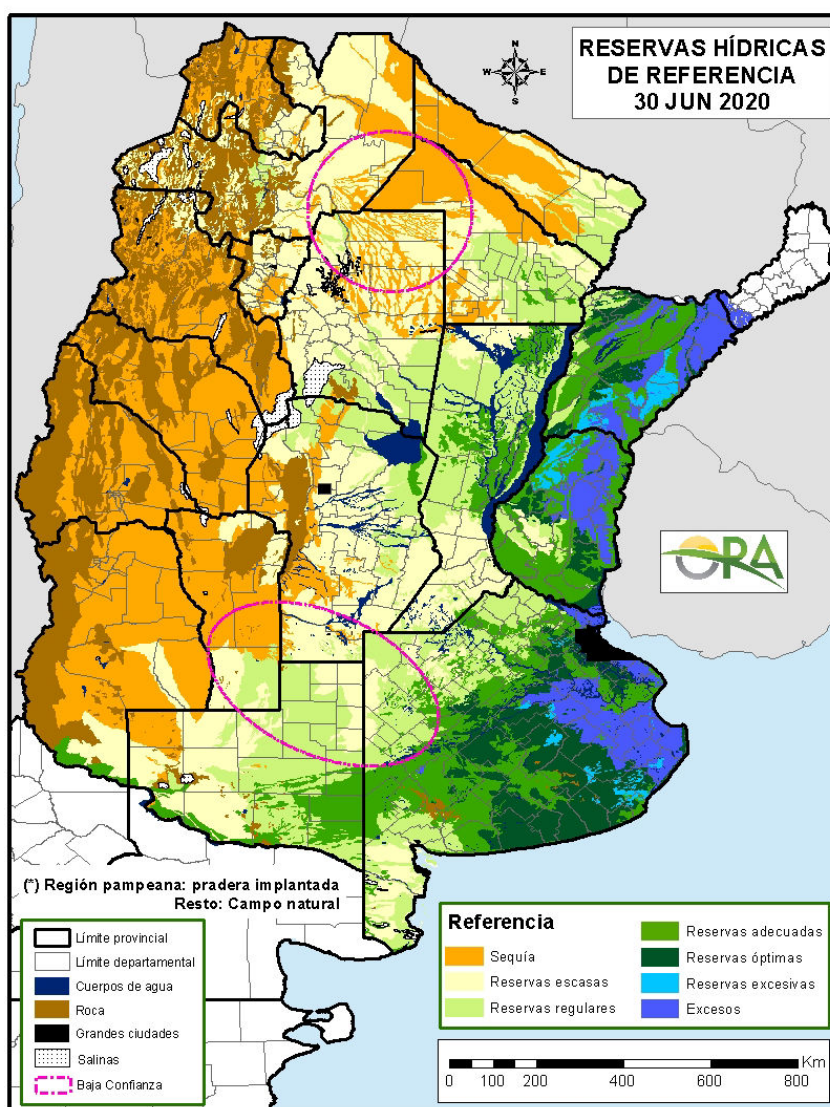 RESERVAS HÍDRICAS
DE REFERENCIA
30 JUN 2020
N
W E
S
ORA
(*) Región pampeana: pradera implantada
Resto: Campo natural
Límite provincial
Límite departamental
Cuerpos de agua
Roca
Grandes ciudades
Salinas
Baja Confianza
Referencia
Sequía
Reservas escasas
Reservas regulares
Reservas adecuadas
Reservas óptimas
Reservas excesivas
Excesos
Km
0 100 200 400 600 800